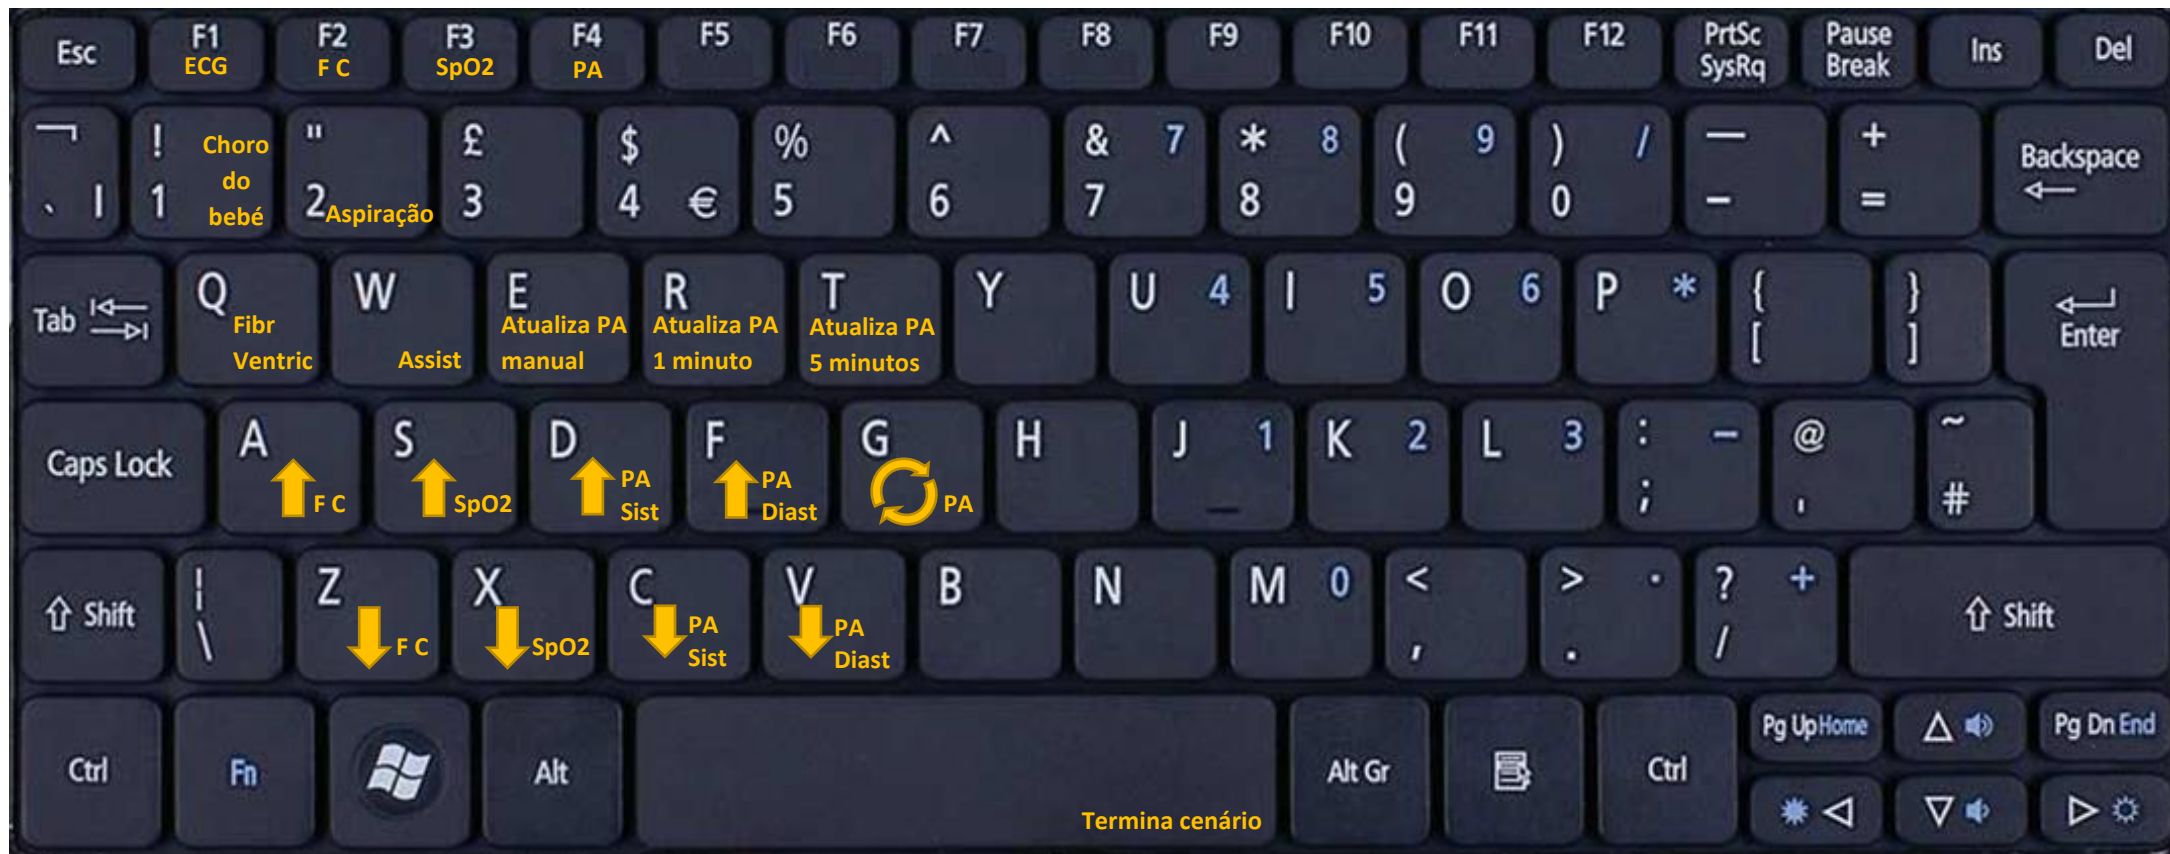 Esc F1 F2 F3 F4 F5 F6 F7 F8 F9 F10 F11 F12 PrtSc Pause Ins Del
ECG F C SpO2 PA SysRq Break
¬ ! Choro " £ $ % ^ & 7 * 8 ( 9 ) / — + Backspace
do
` | 1 bebé 2 Aspiração 3 4 € 5 6 7 8 9 0 - =
Tab Q W E R T Y U 4 I 5 O 6 P * { } Enter
Fibr Atualiza PA Atualiza PA Atualiza PA
Ventric Assist manual 1 minuto 5 minutos [ ]
Caps Lock A S D F G H J 1 K 2 L 3 : - @ ~
F C SpO2 PA PA PA ; ' #
Sist Diast
Shift ¦ Z X C V B N M 0 < > . ? + Shift
\ F C SpO2 PA PA , . /
Sist Diast
Ctrl Fn Alt Alt Gr Ctrl Pg Up Home Pg Dn End
Termina cenário